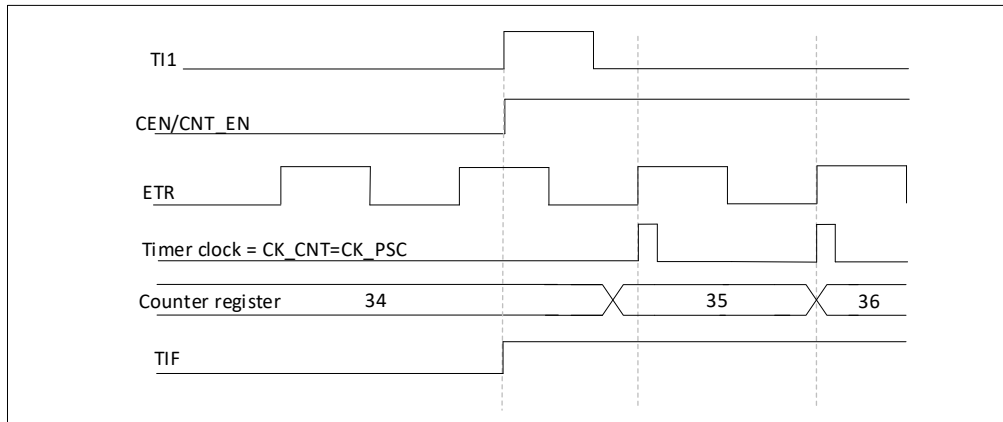 TI1
CEN/CNT_EN
ETR
Timer clock = CK_CNT=CK_PSC
Counter register 34 35 36
TIF